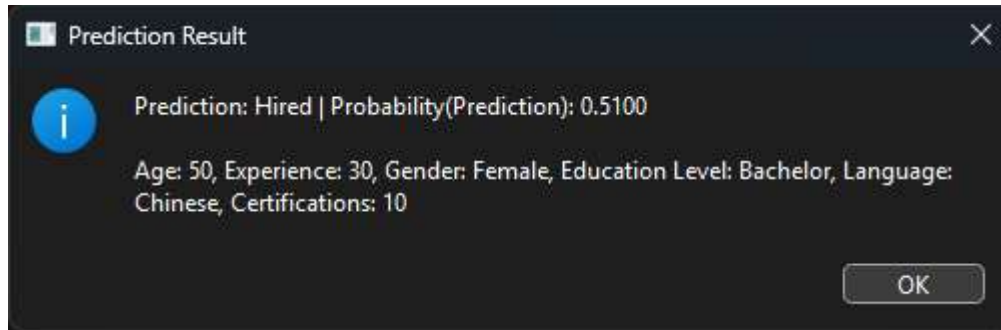 Prediction Result
Prediction: Hired | Probability(Prediction): 0.5100
Age: 50, Experience: 30, Gender: Female, Education Level: Bachelor, Language:
Chinese, Certifications: 10
OK